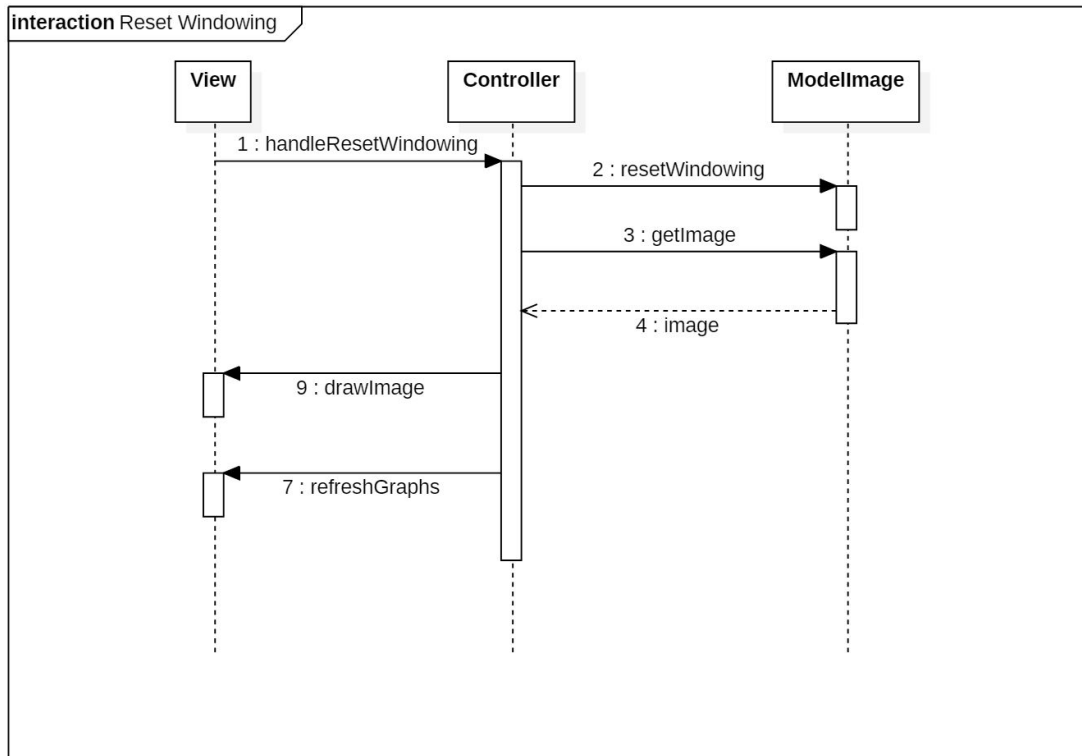 interaction Reset Windowing
View
Controller
ModelImage
1 : handleResetWindowing
2 : resetWindowing
3 : getImage
4 : image
9 : drawImage
7 : refreshGraphs